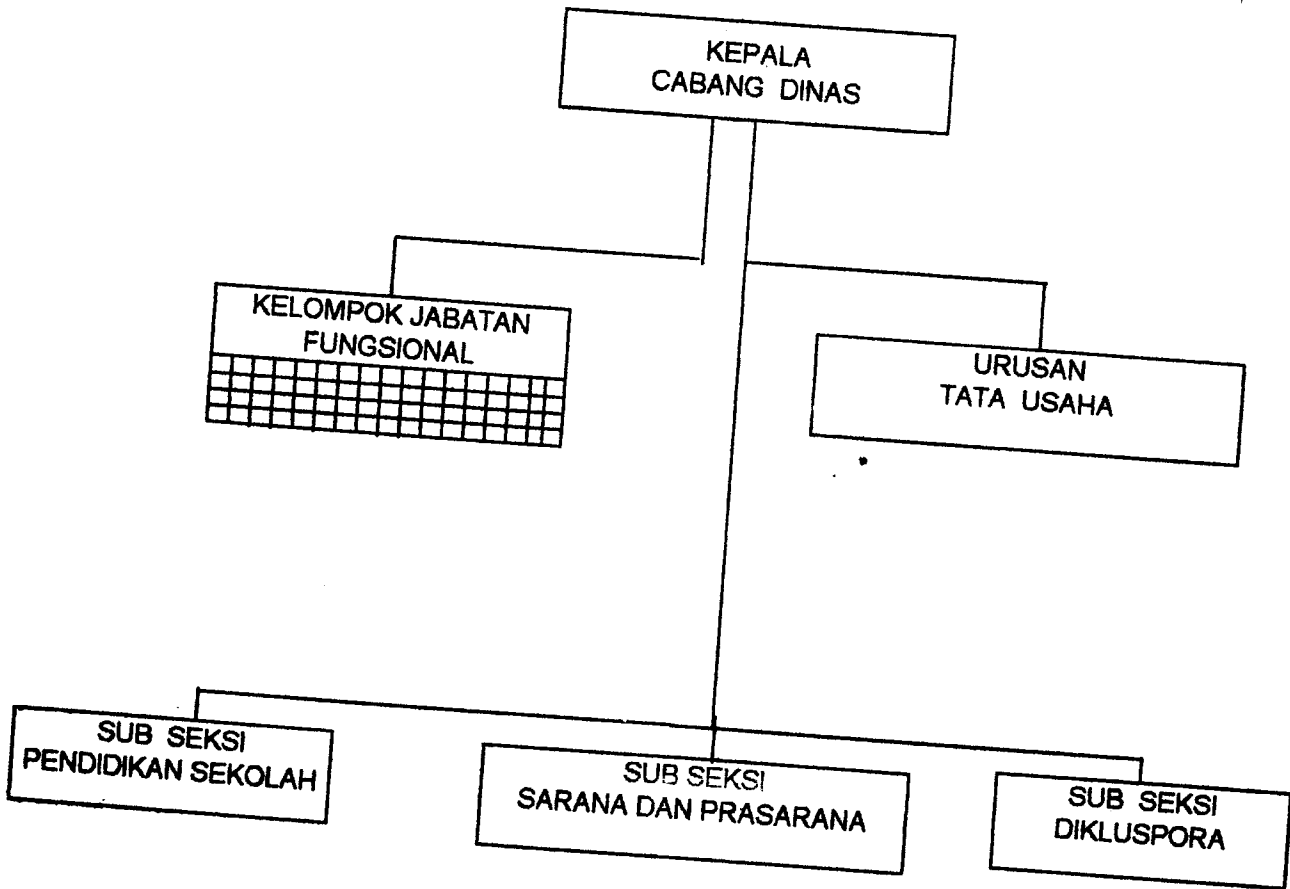 KEPALA
CABANG DINAS
KELOMPOK JABATAN
FUNGSIONAL
URUSAN
TATA USAHA
SUB SEKSI
PENDIDIKAN SEKOLAH
SUB SEKSI
SARANA DAN PRASARANA
SUB SEKSI
DIKLUSPORA